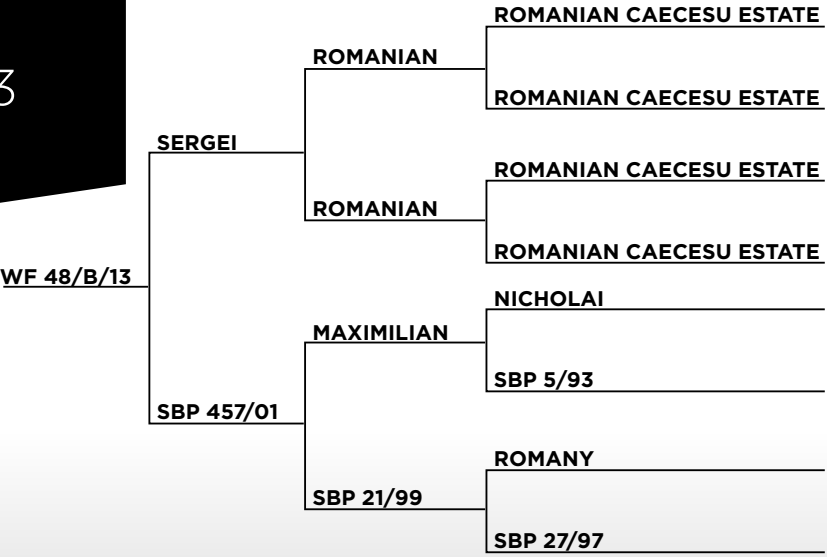 ROMANIAN CAECESU ESTATE
ROMANIAN
3
ROMANIAN CAECESU ESTATE
SERGEI
ROMANIAN CAECESU ESTATE
ROMANIAN
ROMANIAN CAECESU ESTATE
WF 48/B/13
NICHOLAI
MAXIMILIAN
SBP 5/93
SBP 457/01
ROMANY
SBP 21/99
SBP 27/97